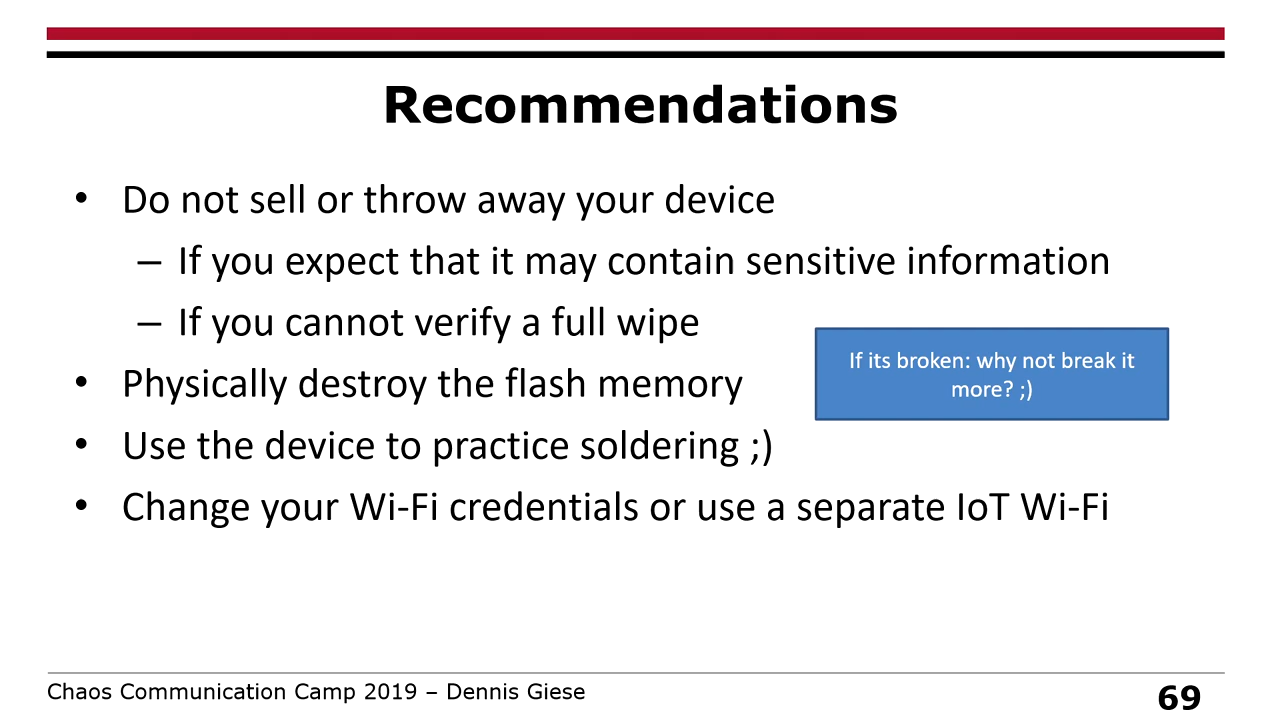 Recommendations
• Do not sell or throw away your device
– If you expect that it may contain sensitive information
– If you cannot verify a full wipe
If its broken: why not break it
more? ;)
• Physically destroy the flash memory
• Use the device to practice soldering ;)
• Change your Wi-Fi credentials or use a separate IoT Wi-Fi
Chaos Communication Camp 2019 – Dennis Giese
69